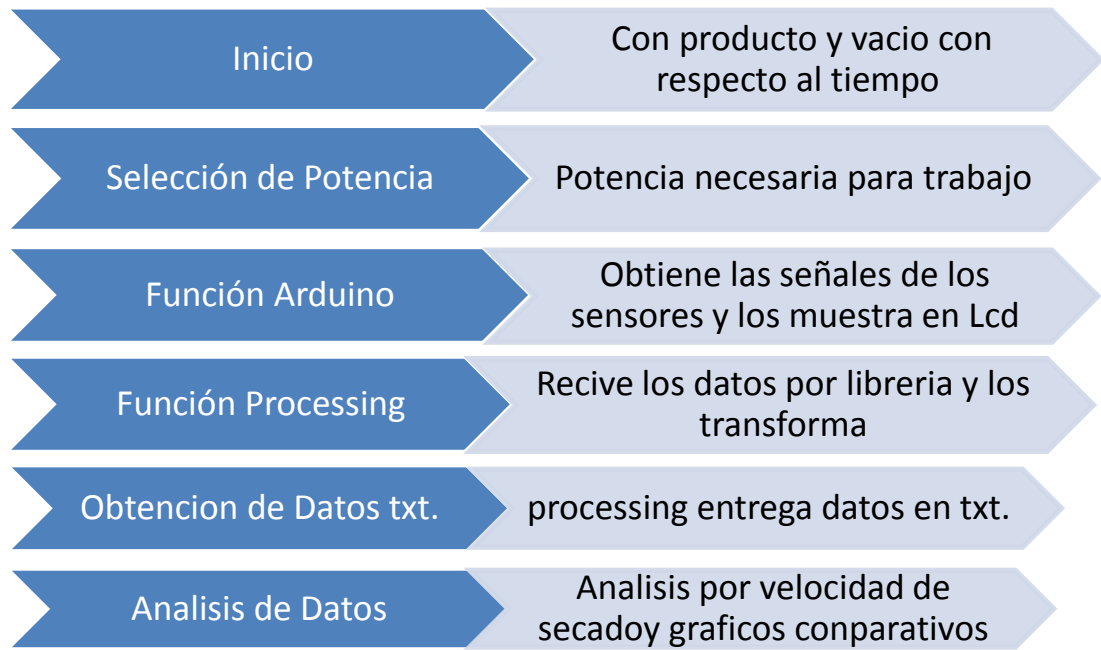 Inicio
Con producto y vacio con
respecto al tiempo
Selección de Potencia
Potencia necesaria para trabajo
Función Arduino
Obtiene las señales de los
sensores y los muestra en Lcd
Función Processing
Recive los datos por libreria y los
transforma
Obtencion de Datos txt.
processing entrega datos en txt.
Analisis de Datos
Analisis por velocidad de
secadoy graficos conparativos